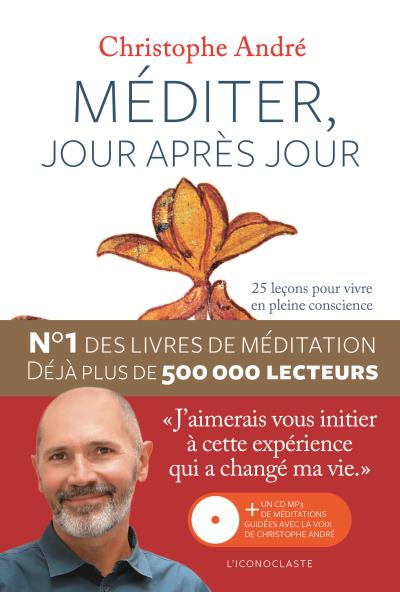 Christophe André
MÉDITER,
JOUR APRÈS JOUR
25 leçons pour vivre
en pleine conscience
N°1 DES LIVRES DE MÉDITATION
DÉJÀ PLUS DE 500 000 LECTEURS
«J’aimerais vous initier
à cette expérience
qui a changé ma vie.»
+ UN CD MP3
DE MÉDITATIONS
GUIDÉES AVEC LA VOIX
DE CHRISTOPHE ANDRÉ
L’ICONOCLASTE